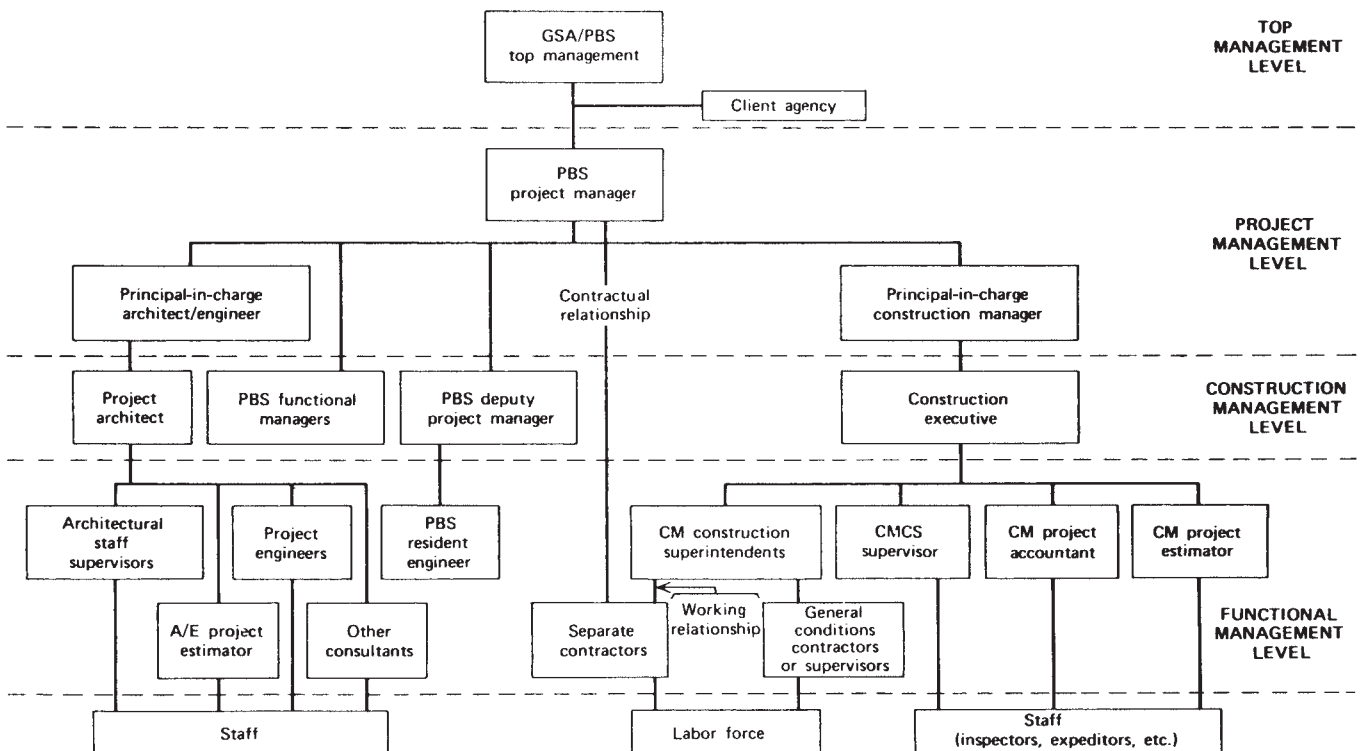 GSA/PBS
top management
TOP
MANAGEMENT
LEVEL
Client agency
PBS
project manager
PROJECT
MANAGEMENT
LEVEL
Principal-in-charge
architect/engineer
Contractual
relationship
Principal-in-charge
construction manager
Project
architect
PBS functional
managers
PBS deputy
project manager
Construction
executive
CONSTRUCTION
MANAGEMENT
LEVEL
Architectural
staff
supervisors
Project
engineers
PBS
resident
engineer
CM construction
superintendents
CMCS
supervisor
CM project
accountant
CM project
estimator
A/E project
estimator
Other
consultants
Separate
contractors
Working
relationship
General
conditions
contractors
or supervisors
FUNCTIONAL
MANAGEMENT
LEVEL
Staff
Labor force
Staff
(inspectors, expeditors, etc.)